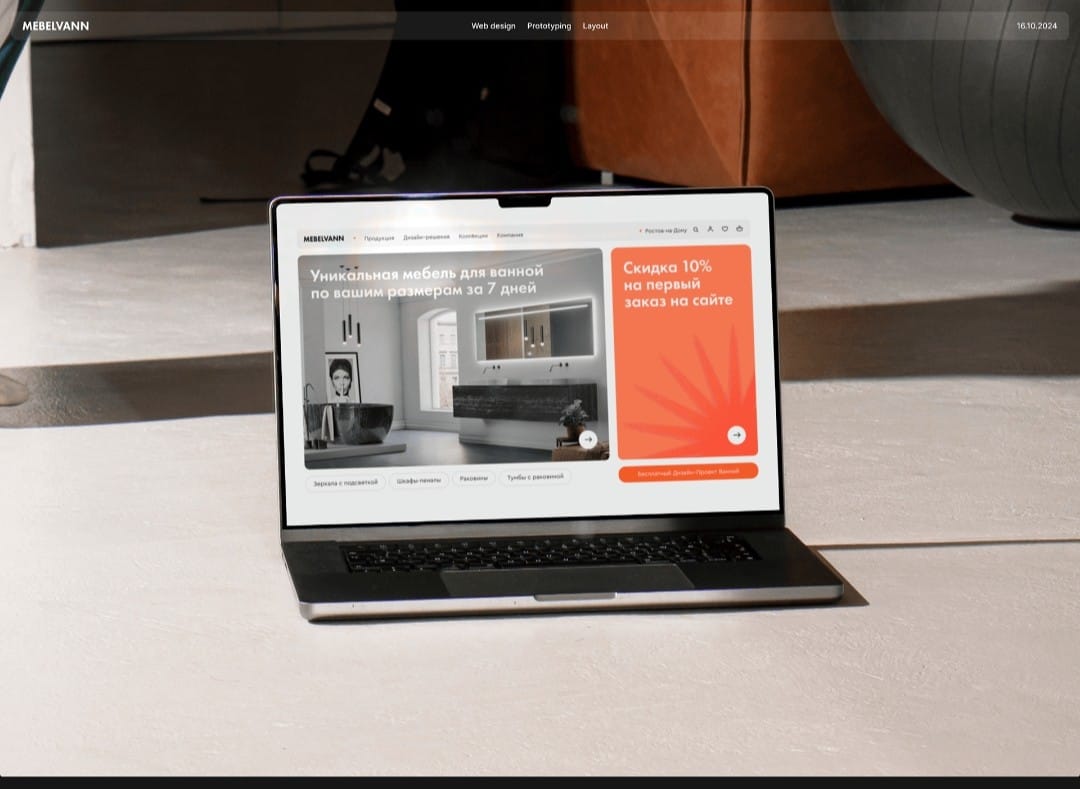 MEBELVANN
Web design Prototyping Layout
16.10.2024
MEBELVANN
Продукция Дизайн-решения Коллекции Компания
Ростов-на-Дону
Уникальная мебель для ванной
по вашим размерам за 7 дней
Скидка 10%
на первый
заказ на сайте
Зеркала с подсветкой
Шкафы-пеналы
Раковины
Тумбы с раковиной
Бесплатный Дизайн-Проект Ванной